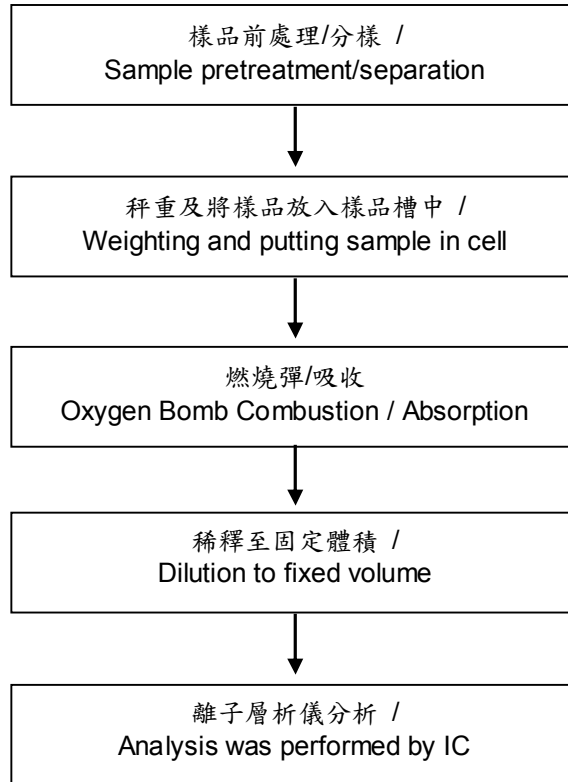 樣品前處理/分樣 /
Sample pretreatment/separation
秤重及將樣品放入樣品槽中 /
Weighting and putting sample in cell
燃燒彈/吸收
Oxygen Bomb Combustion / Absorption
稀釋至固定體積 /
Dilution to fixed volume
離子層析儀分析 /
Analysis was performed by IC